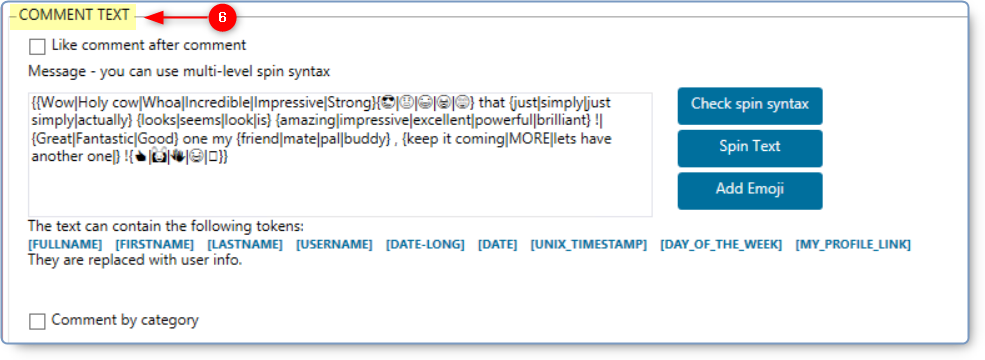 COMMENT TEXT
6
Like comment after comment
Message - you can use multi-level spin syntax
{{Wow|Holy cow|Whoa|Incredible|Impressive|Strong}{😎|😍|😄|😆|😁} that {just|simply|just
simply|actually} {looks|seems|look|is} {amazing|impressive|excellent|powerful|brilliant} !|
{Great|Fantastic|Good} one my {friend|mate|pal|buddy} , {keep it coming|MORE|lets have
another one|} !{👍|🙌|👋|😃|□}}
Check spin syntax
Spin Text
Add Emoji
The text can contain the following tokens:
[FULLNAME] [FIRSTNAME] [LASTNAME] [USERNAME] [DATE-LONG] [DATE] [UNIX_TIMESTAMP] [DAY_OF_THE_WEEK] [MY_PROFILE_LINK]
They are replaced with user info.
Comment by category